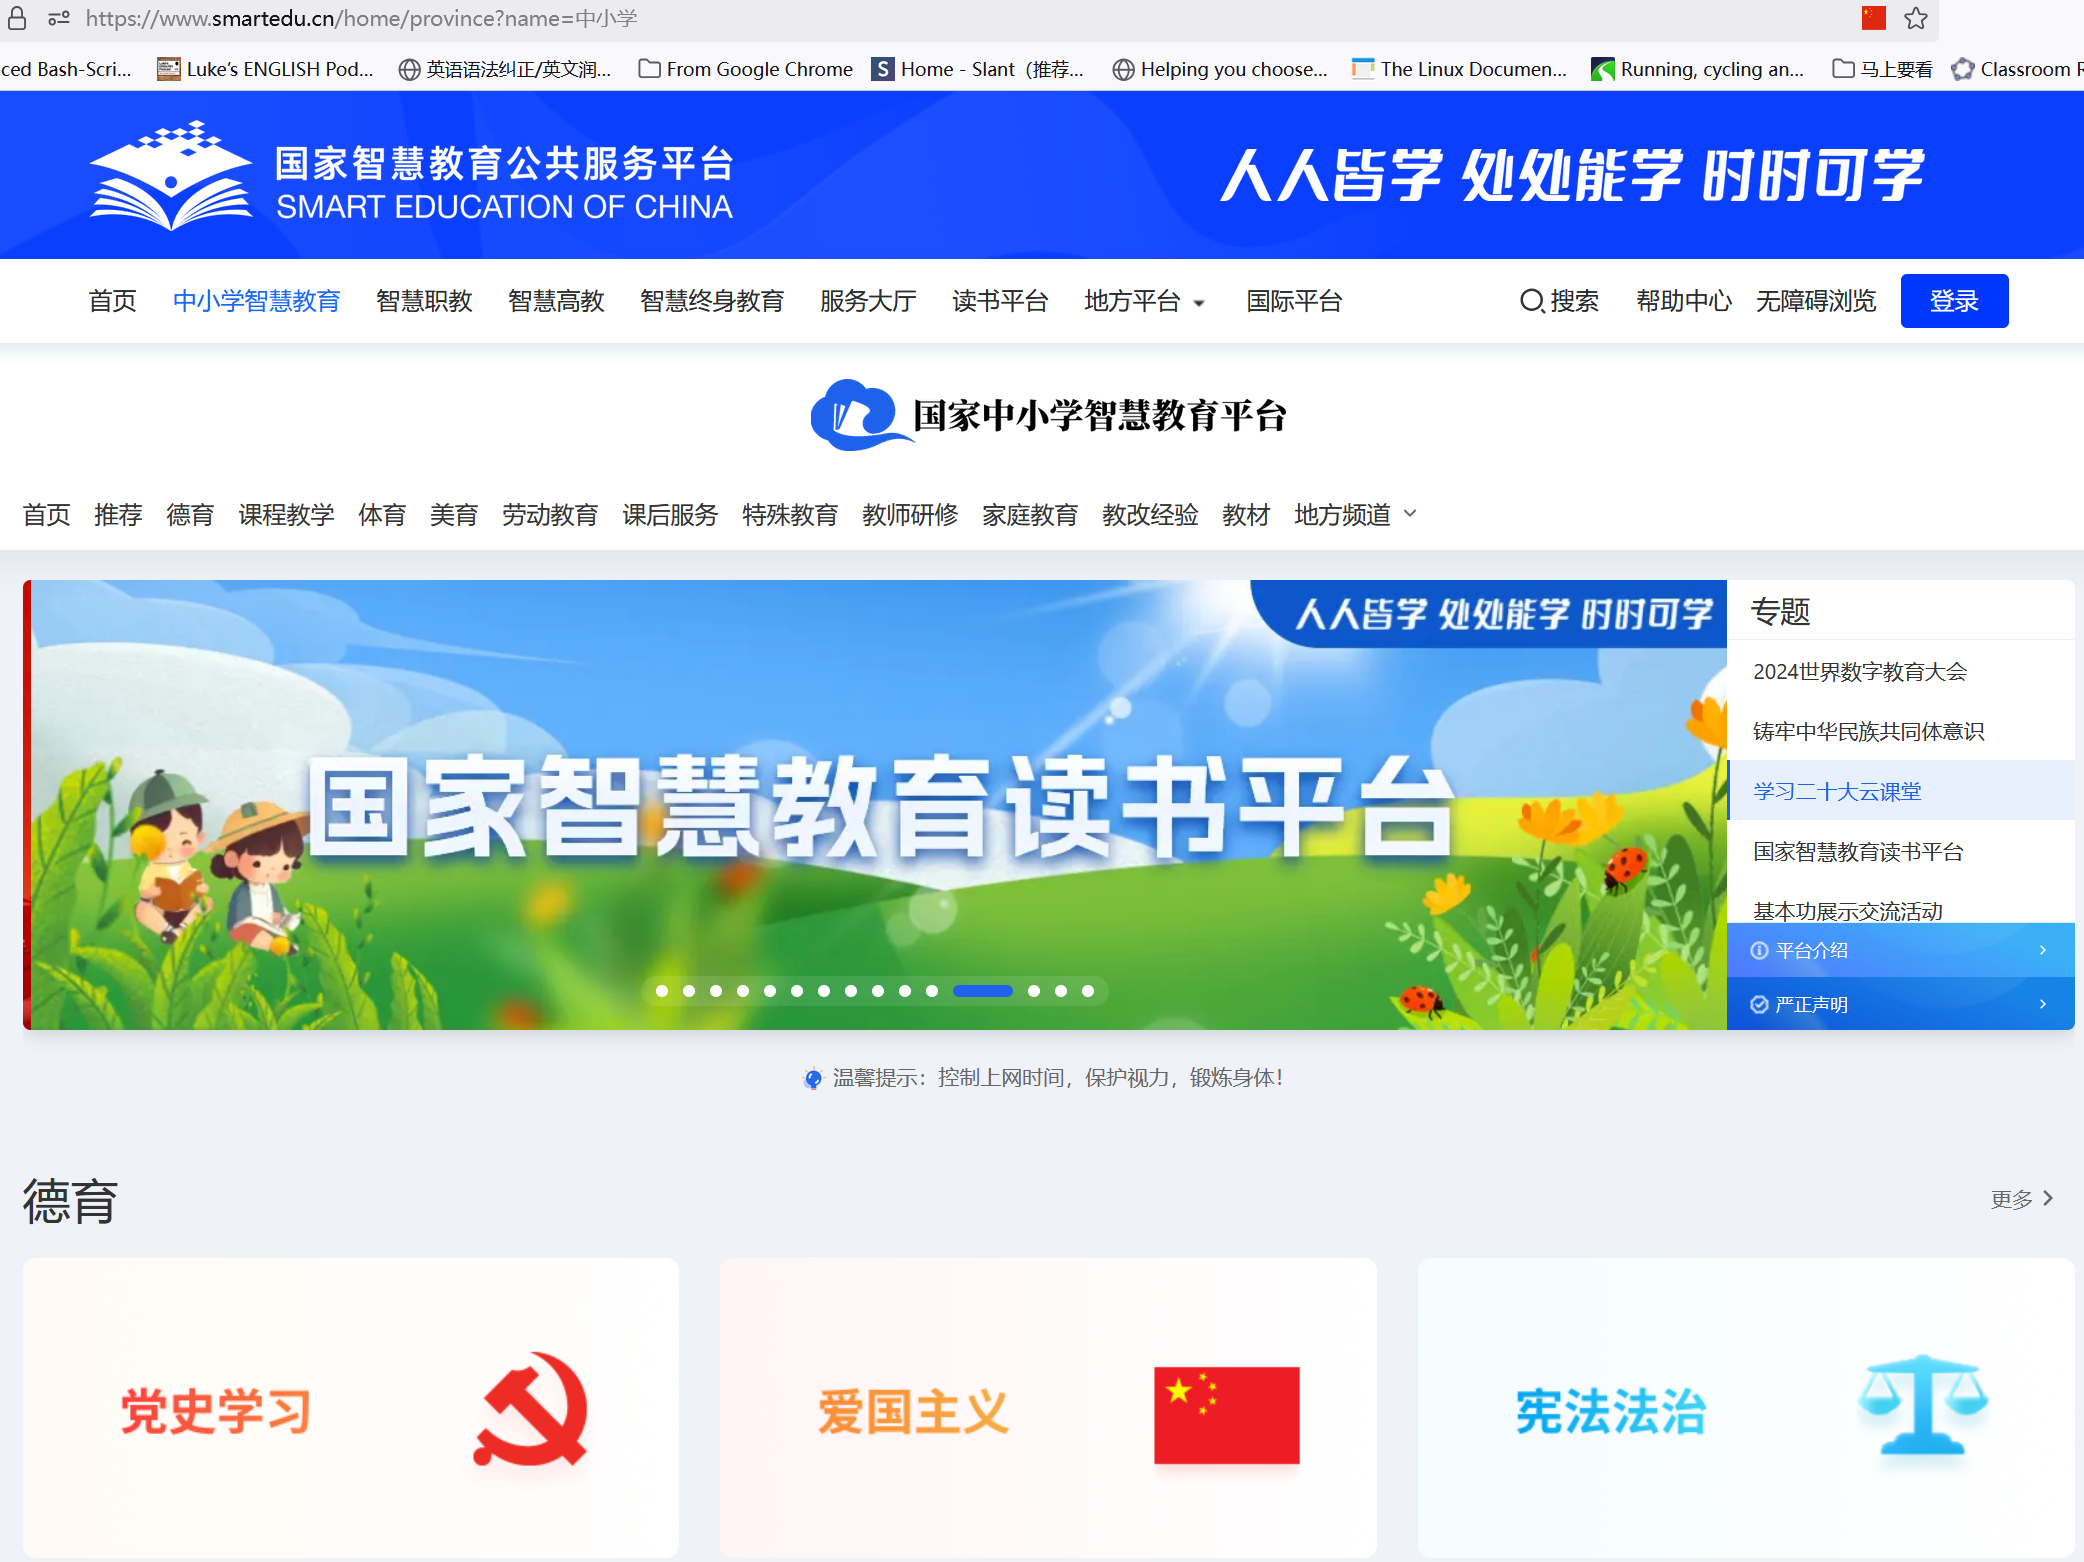 https://www.smartedu.cn/home/province?name=中小学
ced Bash-Scri... Luke's ENGLISH Pod... 英语语法纠正/英文润... From Google Chrome Home - Slant（推荐... Helping you choose... The Linux Documen... Running, cycling an... 马上要看 Classroom R
国家智慧教育公共服务平台
SMART EDUCATION OF CHINA
人人皆学 处处能学 时时可学
首页 中小学智慧教育 智慧职教 智慧高教 智慧终身教育 服务大厅 读书平台 地方平台 国际平台 搜索 帮助中心 无障碍浏览 登录
国家中小学智慧教育平台
首页 推荐 德育 课程教学 体育 美育 劳动教育 课后服务 特殊教育 教师研修 家庭教育 教改经验 教材 地方频道
人人皆学 处处能学 时时可学
国家智慧教育读书平台
专题
2024世界数字教育大会
铸牢中华民族共同体意识
学习二十大云课堂
国家智慧教育读书平台
基本功展示交流活动
平台介绍
严正声明
温馨提示：控制上网时间，保护视力，锻炼身体！
德育
更多
党史学习
爱国主义
宪法法治